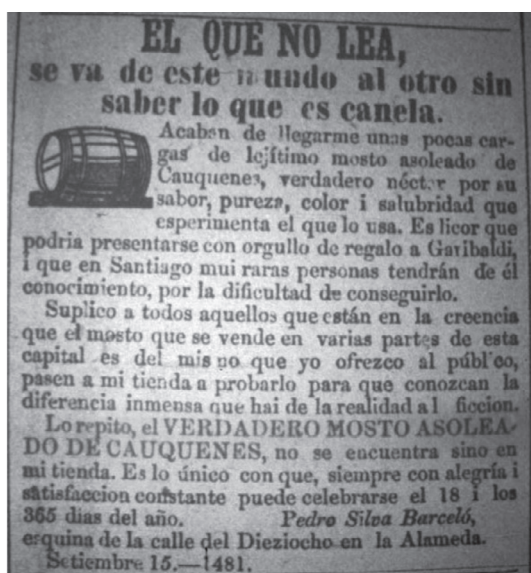 EL QUE NO LEA,
se va de este mundo al otro sin
saber lo que es canela.
Acaban de llegarme unas pocas car-
gas de lejítimo mosto asoleado de
Cauquenes, verdadero néctar por su
sabor, pureza, color i salubridad que
esperimenta el que lo usa. Es licor que
podria presentarse con orgullo de regalo a Garibaldi,
i que en Santiago mui raras personas tendrán de él
conocimiento, por la dificultad de conseguirlo.
Suplico a todos aquellos que están en la creencia
que el mosto que se vende en varias partes de esta
capital es del mismo que yo ofrezco al público,
pasen a mi tienda a probarlo para que conozcan la
diferencia inmensa que hai de la realidad a l ficcion.
Lo repito, el VERDADERO MOSTO ASOLEA-
DO DE CAUQUENES, no se encuentra sino en
mi tienda. Es lo único con que, siempre con alegría i
satisfaccion constante puede celebrarse el 18 i los
365 dias del año. Pedro Silva Barceló,
esquina de la calle del Dieziocho en la Alameda.
Setiembre 15.—1481.